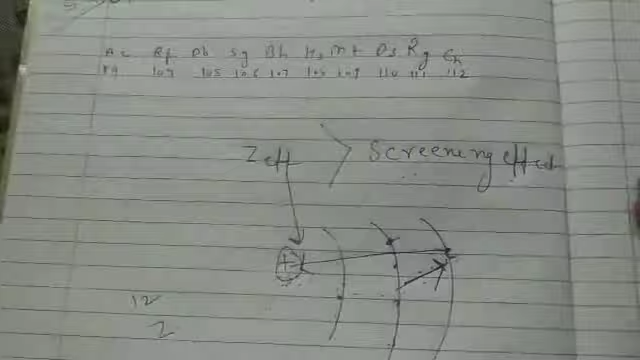 Ac Rf Db Sg Bh Hs Mt Ds Rg Cn
89 104 105 106 107 108 109 110 111 112
Zeff > Screening effect
+
12
2